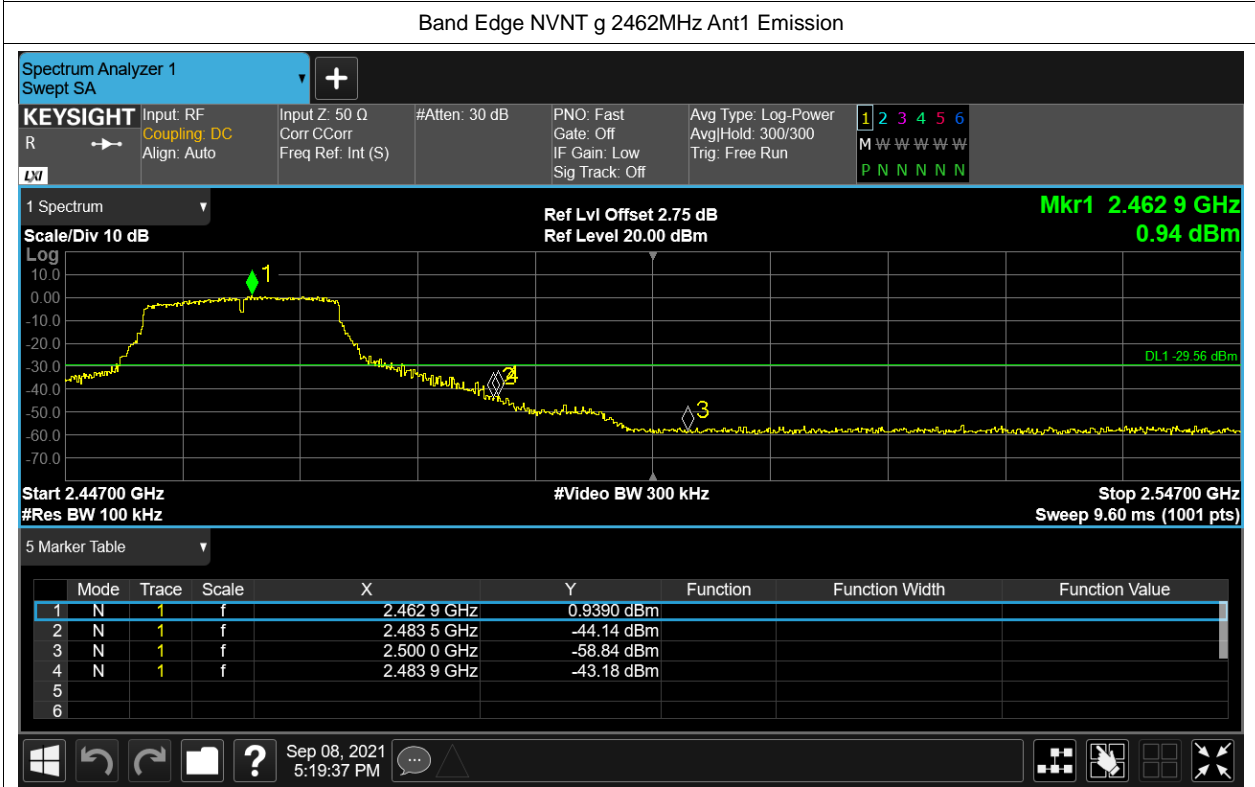 Band Edge NVNT g 2462MHz Ant1 Emission
Spectrum Analyzer 1
Swept SA
KEYSIGHT Input: RF Input Z: 50 Ω #Atten: 30 dB PNO: Fast Avg Type: Log-Power 1 2 3 4 5 6
R Coupling: DC Corr CCorr Gate: Off Avg|Hold: 300/300 M W W W W W
Align: Auto Freq Ref: Int (S) IF Gain: Low Trig: Free Run
LXI Sig Track: Off P N N N N N
1 Spectrum Ref Lvl Offset 2.75 dB Mkr1 2.462 9 GHz
Scale/Div 10 dB Ref Level 20.00 dBm 0.94 dBm
Log
10.0
0.00
-10.0
-20.0
-30.0
-40.0
-50.0
-60.0
-70.0
1
DL1 -29.56 dBm
3
Start 2.44700 GHz #Video BW 300 kHz Stop 2.54700 GHz
#Res BW 100 kHz Sweep 9.60 ms (1001 pts)
5 Marker Table
Mode Trace Scale X Y Function Function Width Function Value
1 N 1 f 2.462 9 GHz 0.9390 dBm
2 N 1 f 2.483 5 GHz -44.14 dBm
3 N 1 f 2.500 0 GHz -58.84 dBm
4 N 1 f 2.483 9 GHz -43.18 dBm
5
6
? Sep 08, 2021
5:19:37 PM